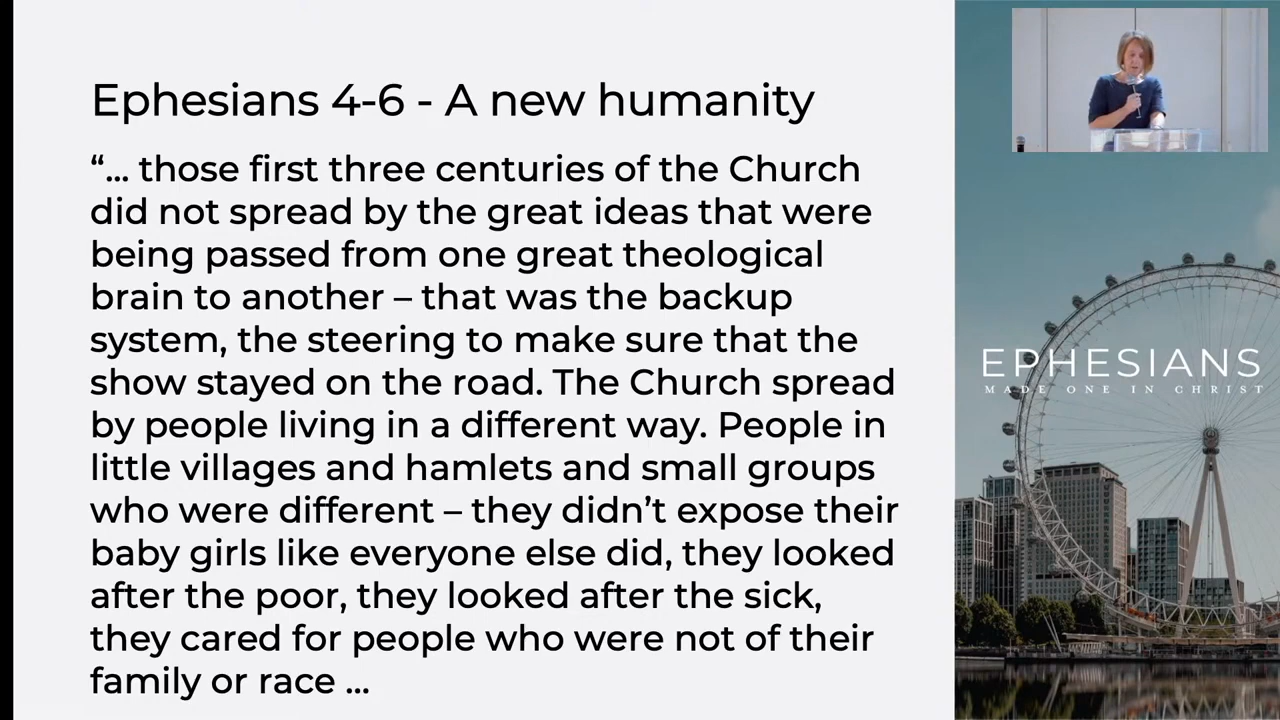 Ephesians 4-6 - A new humanity
“... those first three centuries of the Church
did not spread by the great ideas that were
being passed from one great theological
brain to another – that was the backup
system, the steering to make sure that the
show stayed on the road. The Church spread
by people living in a different way. People in
little villages and hamlets and small groups
who were different – they didn’t expose their
baby girls like everyone else did, they looked
after the poor, they looked after the sick,
they cared for people who were not of their
family or race ...
EPHESIANS
MADE ONE IN CHRIST